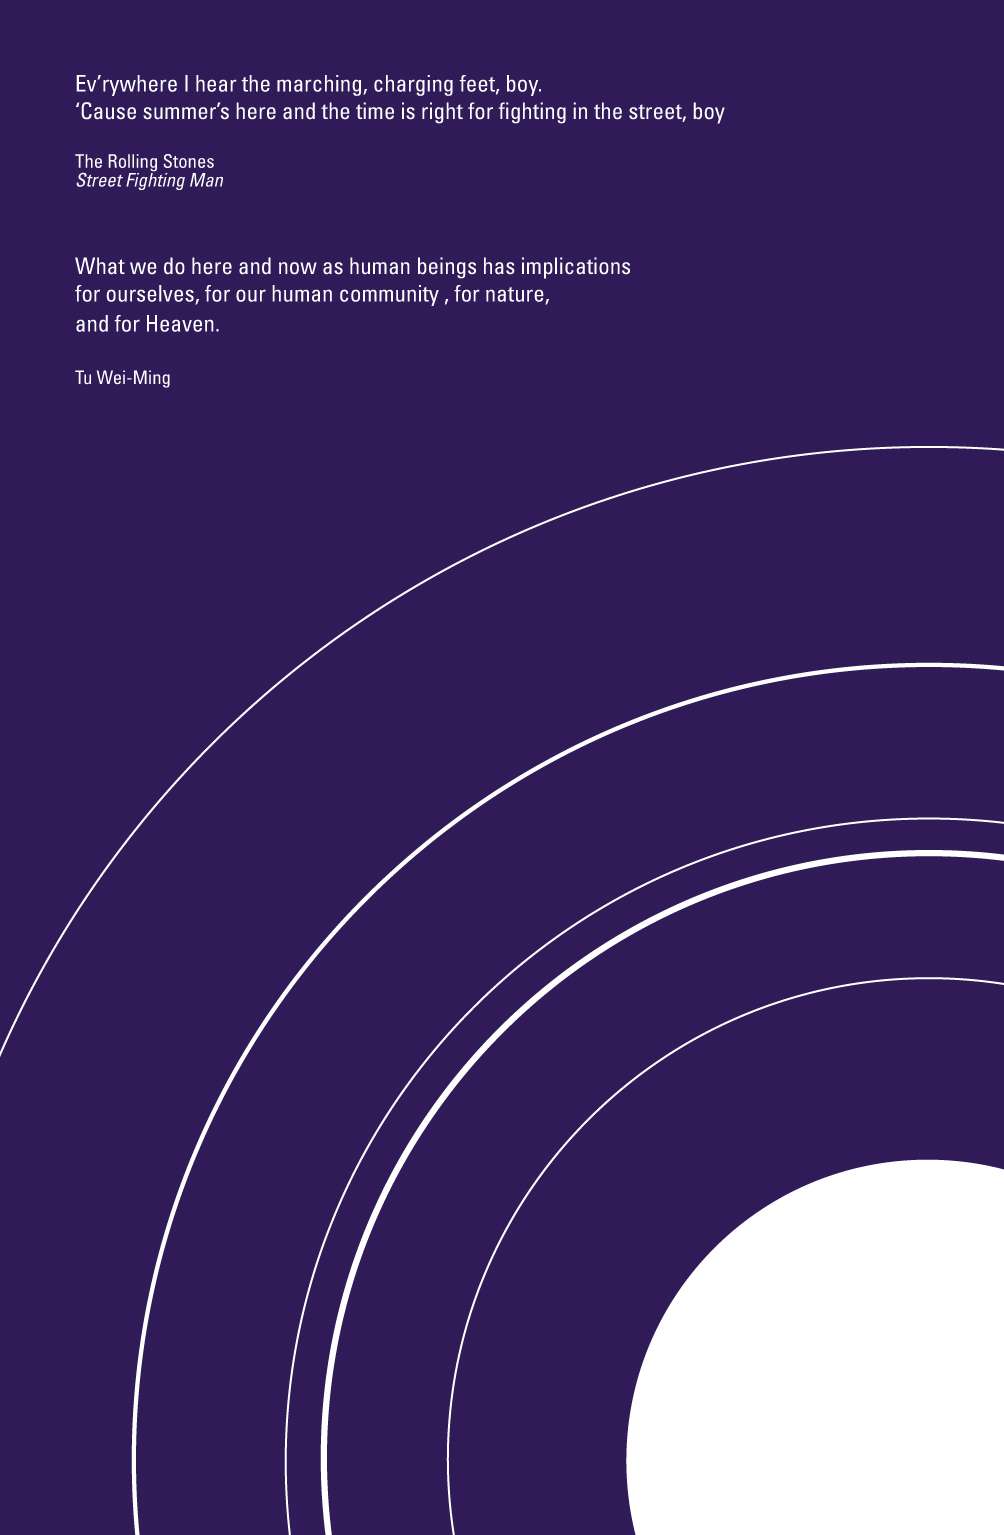 Ev’rywhere I hear the marching, charging feet, boy.
‘Cause summer’s here and the time is right for fighting in the street, boy
The Rolling Stones
Street Fighting Man
What we do here and now as human beings has implications
for ourselves, for our human community , for nature,
and for Heaven.
Tu Wei-Ming